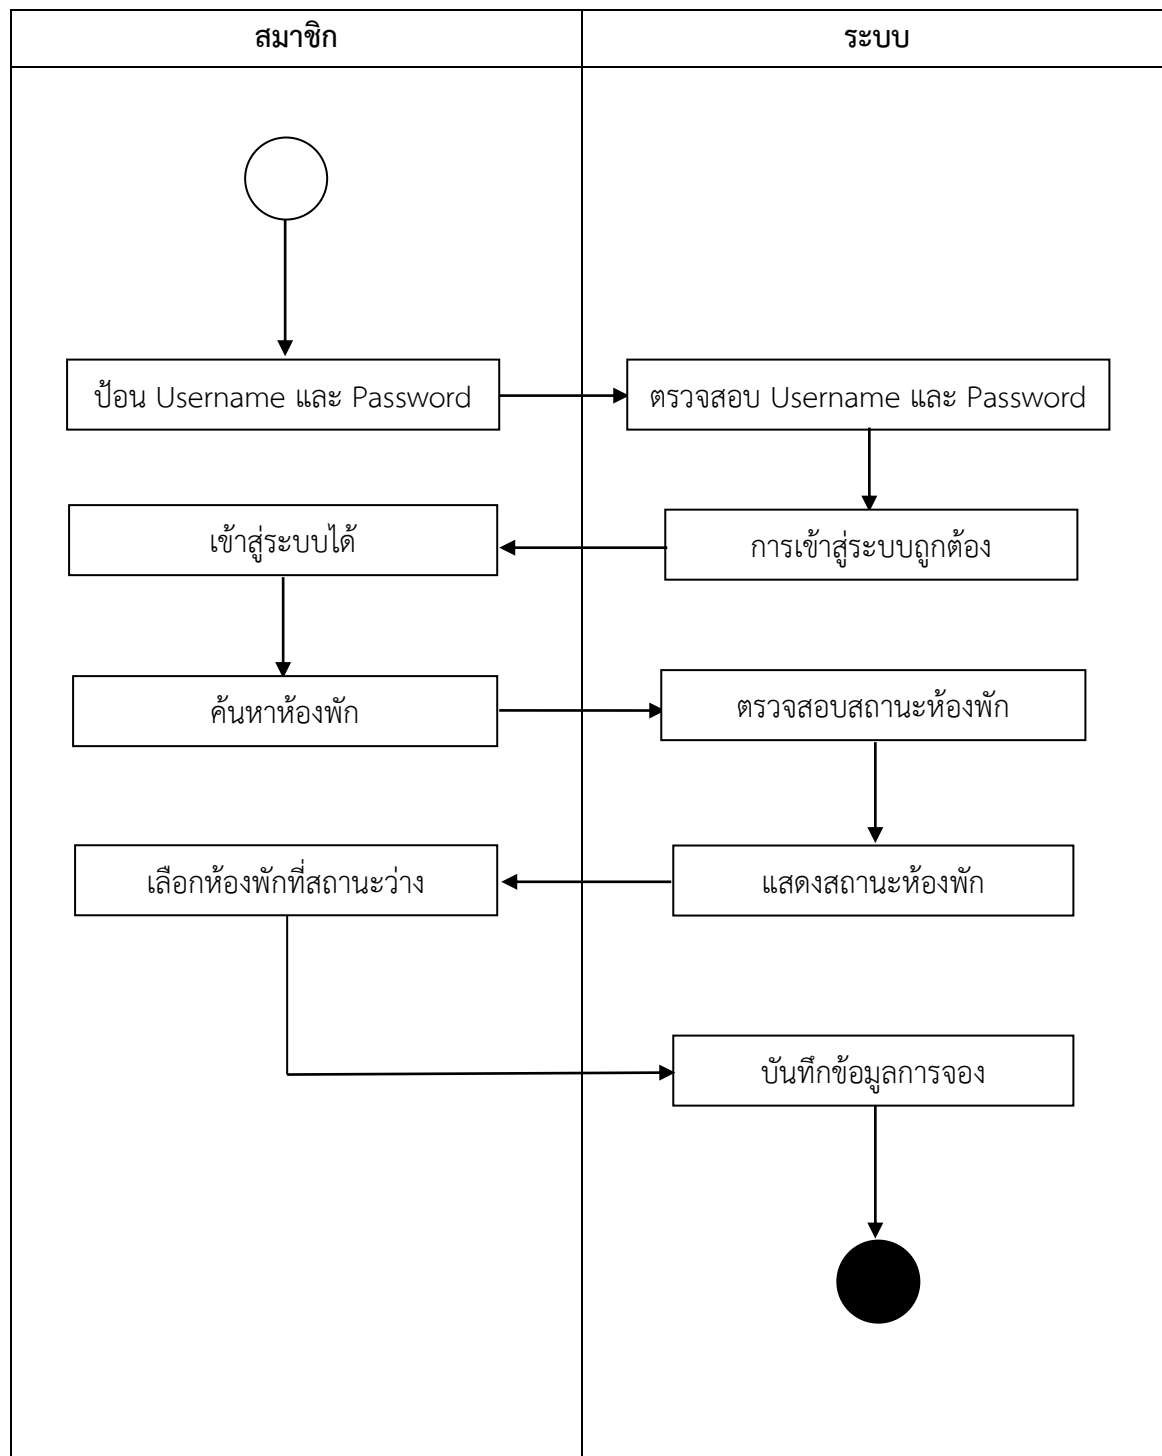 สมาชิก
ระบบ
ป้อน Username และ Password
ตรวจสอบ Username และ Password
เข้าสู่ระบบได้
การเข้าสู่ระบบถูกต้อง
ค้นหาห้องพัก
ตรวจสอบสถานะห้องพัก
เลือกห้องพักที่สถานะว่าง
แสดงสถานะห้องพัก
บันทึกข้อมูลการจอง